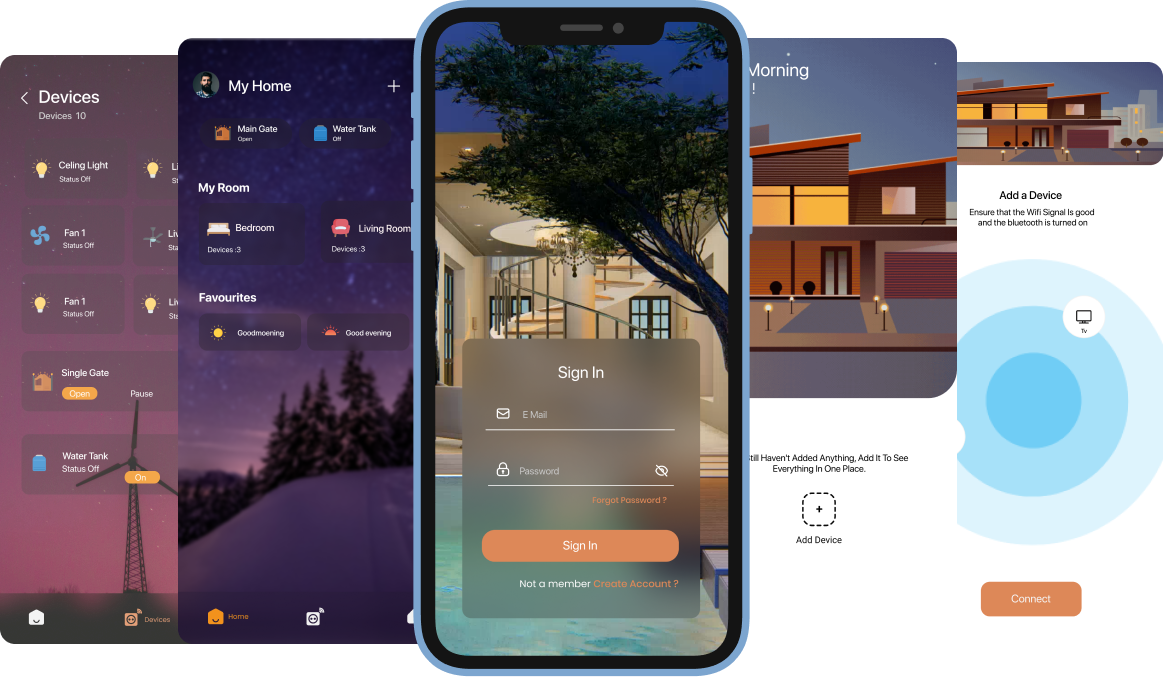 Devices
Devices 10
Celing Light
Status Off
Fan 1
Status Off
Fan 1
Status Off
Single Gate
Open
Pause
Water Tank
Status Off
On
Devices
My Home
Main Gate
Open
Water Tank
Off
My Room
Bedroom
Devices :3
Living Room
Devices :3
Favourites
Goodmoening
Good evening
Home
Sign In
E Mail
Password
Forgot Password ?
Sign In
Not a member Create Account ?
Morning
!
Still Haven't Added Anything, Add It To See
Everything In One Place.
+
Add Device
Add a Device
Ensure that the Wifi Signal Is good
and the bluetooth is turned on
Tv
Connect